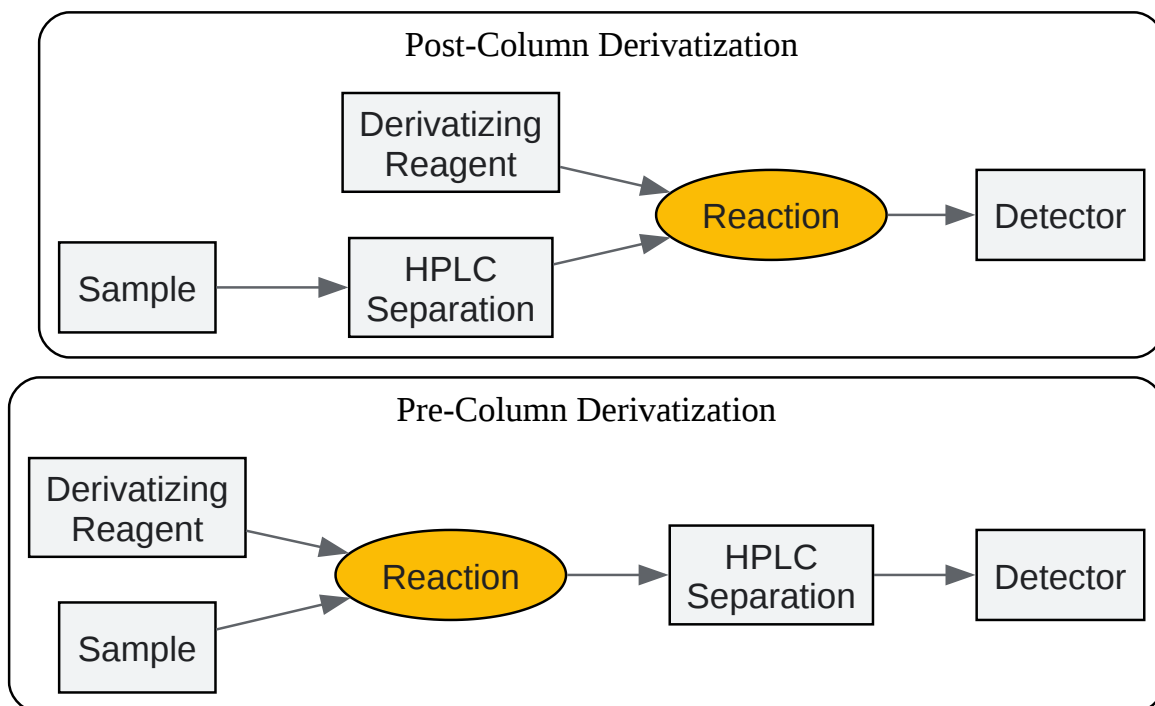 Post-Column Derivatization
Derivatizing
Reagent
Reaction
Detector
Sample
HPLC
Separation
Pre-Column Derivatization
Derivatizing
Reagent
Reaction
HPLC
Separation
Detector
Sample